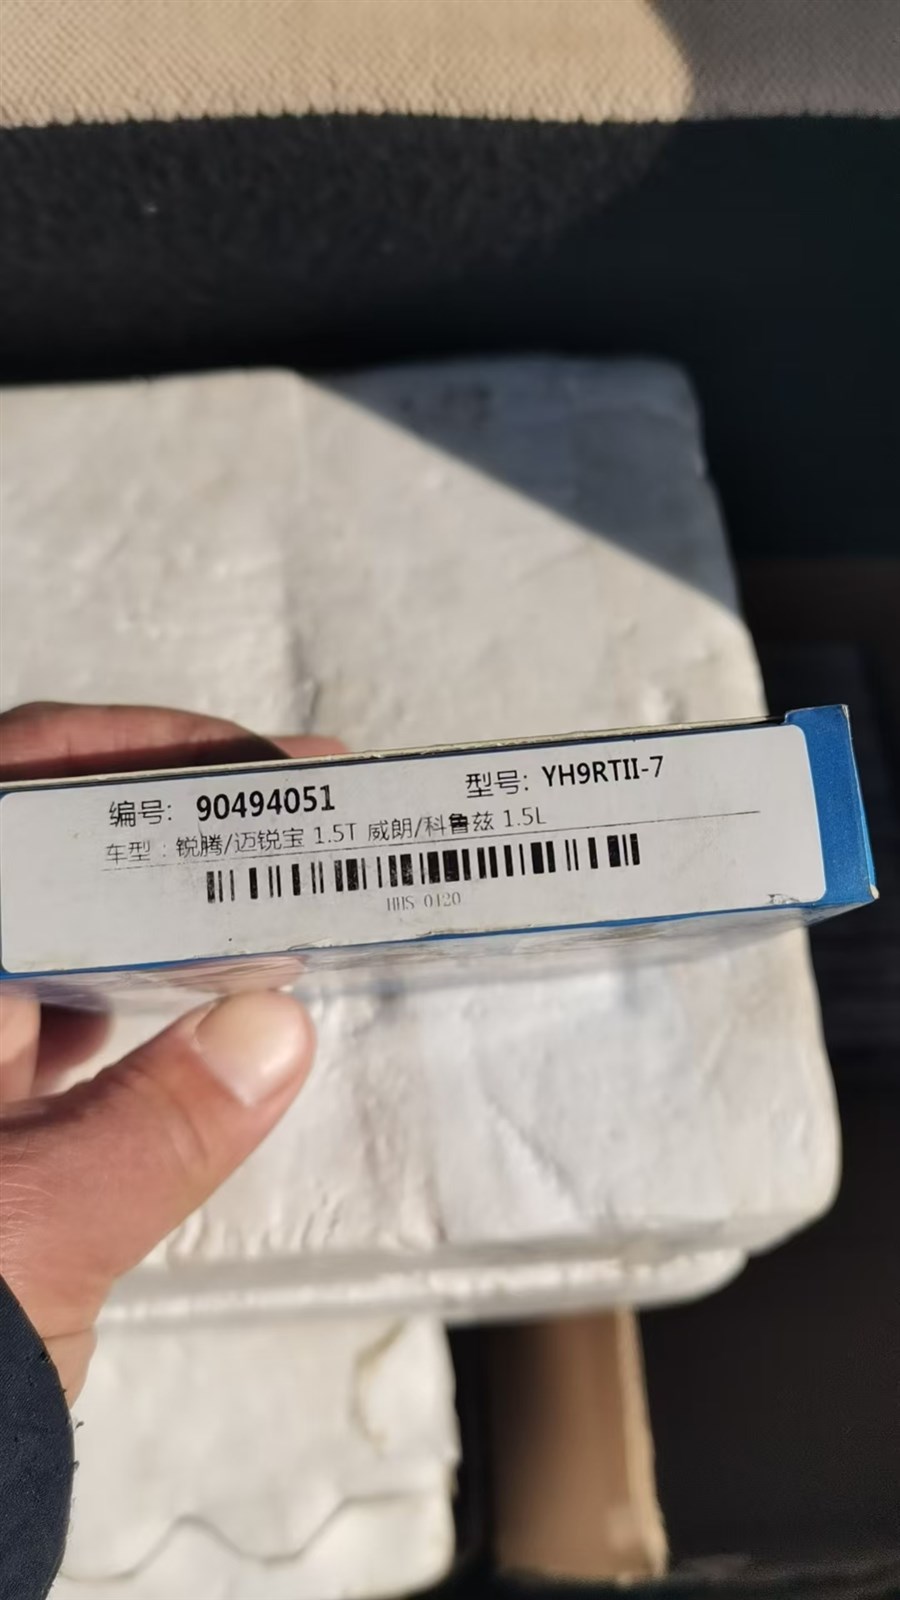 编号: 90494051 型号: YH9RTII-7
车型：锐腾/迈锐宝 1.5T 威朗/科鲁兹 1.5L
HHS 0120